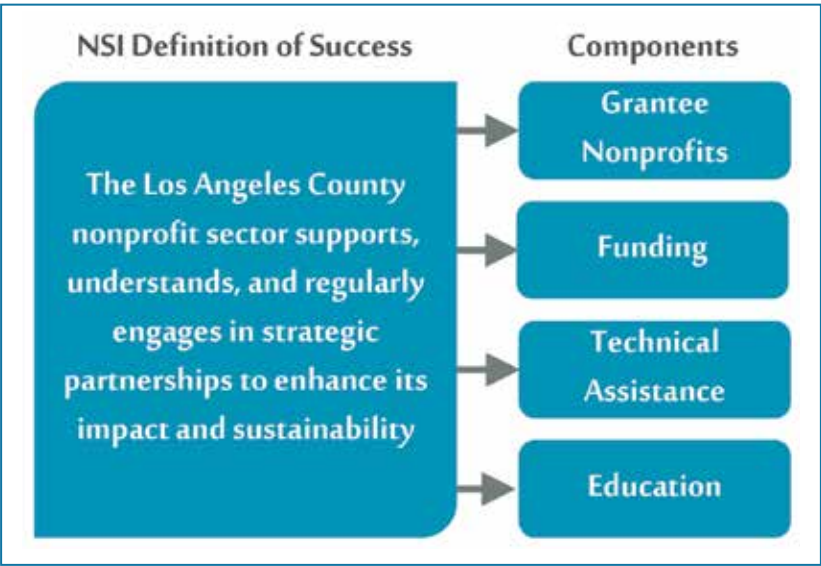 NSI Definition of Success
The Los Angeles County
nonprofit sector supports,
understands, and regularly
engages in strategic
partnerships to enhance its
impact and sustainability
Components
Grantee
Nonprofits
Funding
Technical
Assistance
Education